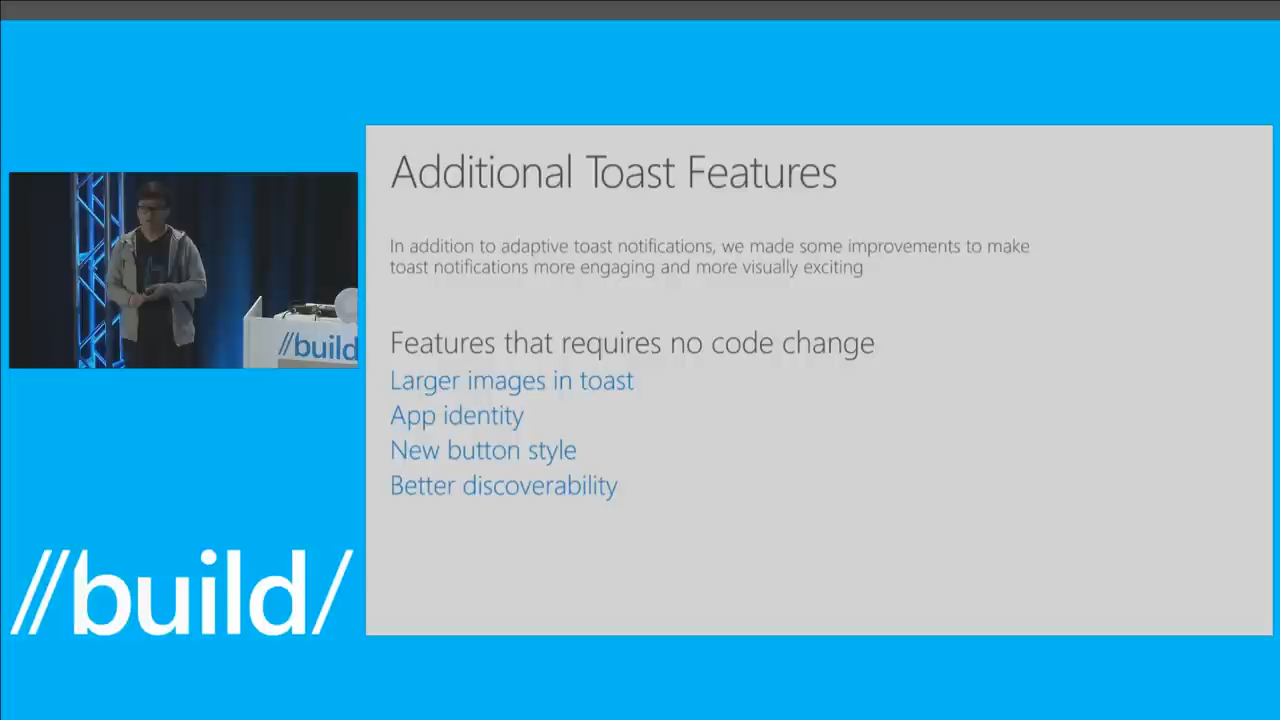 Additional Toast Features
In addition to adaptive toast notifications, we made some improvements to make
toast notifications more engaging and more visually exciting
Features that requires no code change
Larger images in toast
App identity
New button style
Better discoverability
//build
//build/